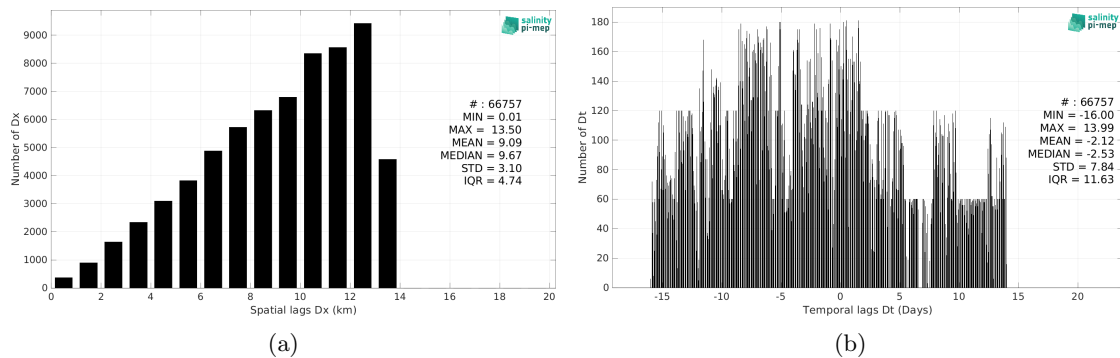 salinity
pi-mep
9000
8000
7000
6000
5000
4000
3000
2000
1000
0
Number of Dx
# : 66757
MIN = 0.01
MAX = 13.50
MEAN = 9.09
MEDIAN = 9.67
STD = 3.10
IQR = 4.74
0 2 4 6 8 10 12 14 16 18 20
Spatial lags Dx (km)
(a)
salinity
pi-mep
180
160
140
120
100
80
60
40
20
0
Number of Dt
# : 66757
MIN = -16.00
MAX = 13.99
MEAN = -2.12
MEDIAN = -2.53
STD = 7.84
IQR = 11.63
-15 -10 -5 0 5 10 15 20
Temporal lags Dt (Days)
(b)